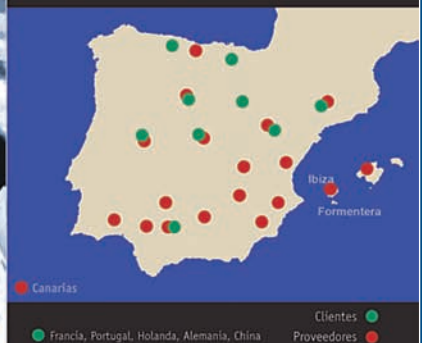 Ibiza
Formentera
Canarias
Clientes
Francia, Portugal, Holanda, Alemania, China
Proveedores